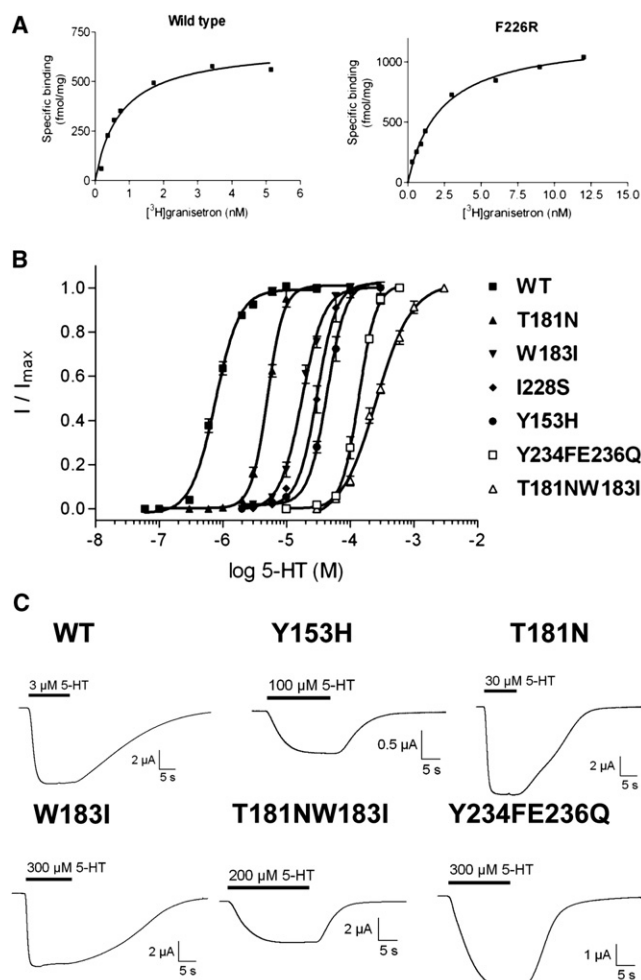 A
Wild type
F226R
Specific binding
(fmol/mg)
750
500
250
0
0 1 2 3 4 5 6
[³H]granisetron (nM)
Specific binding
(fmol/mg)
1000
500
0
0.0 2.5 5.0 7.5 10.0 12.5 15.0
[³H]granisetron (nM)
B
I / Imax
1.0
0.8
0.6
0.4
0.2
0.0
-8 -7 -6 -5 -4 -3 -2
log 5-HT (M)
WT
T181N
W183I
I228S
Y153H
Y234FE236Q
T181NW183I
C
WT
3 µM 5-HT
2 µA
5 s
Y153H
100 µM 5-HT
0.5 µA
5 s
T181N
30 µM 5-HT
2 µA
5 s
W183I
300 µM 5-HT
2 µA
5 s
T181NW183I
200 µM 5-HT
2 µA
5 s
Y234FE236Q
300 µM 5-HT
1 µA
5 s